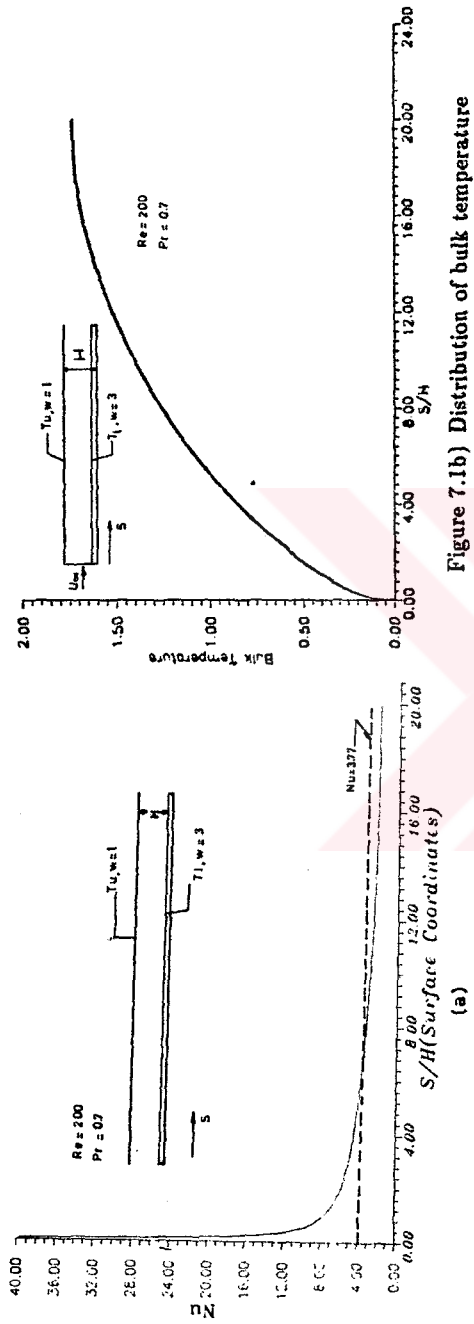 40.00
36.00
32.00
28.00
24.00
20.00
16.00
12.00
8.00
4.00
0.00
Nu
Re=200
Pr=0.7
Tu,w=1
Tl,w=3
H
S
Nu=3.77
0.00
4.00
8.00
12.00
16.00
20.00
S/H(Surface Coordinates)
(a)
2.00
1.50
1.00
0.50
0.00
Bulk Temperature
Tu,w=1
Tl,w=3
H
U∞
S
Re=200
Pr=0.7
0.00
4.00
8.00
12.00
16.00
20.00
24.00
S/H
Figure 7.1b) Distribution of bulk temperature